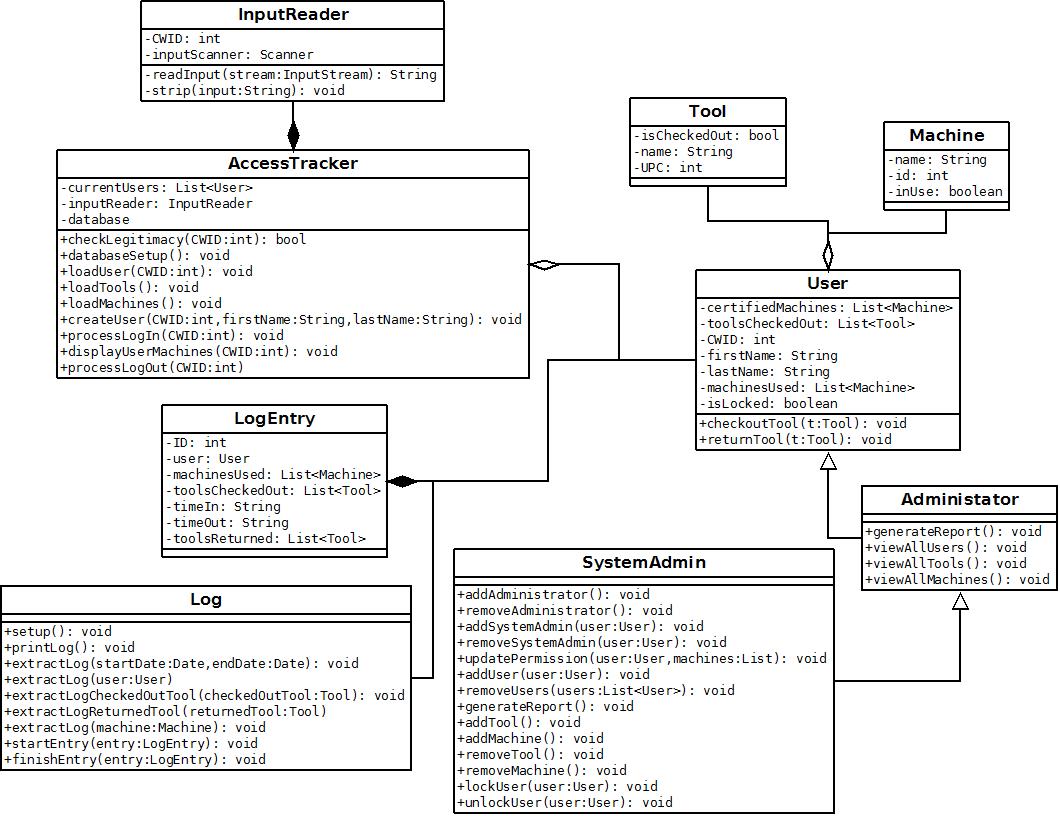 InputReader
-CWID: int
-inputScanner: Scanner
-readInput(stream:InputStream): String
-strip(input:String): void
Tool
-isCheckedOut: bool
-name: String
-UPC: int
Machine
-name: String
-id: int
-inUse: boolean
AccessTracker
-currentUsers: List<User>
-inputReader: InputReader
-database
+checkLegitimacy(CWID:int): bool
+databaseSetup(): void
+loadUser(CWID:int): void
+loadTools(): void
+loadMachines(): void
+createUser(CWID:int,firstName:String,lastName:String): void
+processLogIn(CWID:int): void
+displayUserMachines(CWID:int): void
+processLogOut(CWID:int)
User
-certifiedMachines: List<Machine>
-toolsCheckedOut: List<Tool>
-CWID: int
-firstName: String
-lastName: String
-machinesUsed: List<Machine>
-isLocked: boolean
+checkoutTool(t:Tool): void
+returnTool(t:Tool): void
LogEntry
-ID: int
-user: User
-machinesUsed: List<Machine>
-toolsCheckedOut: List<Tool>
-timeIn: String
-timeOut: String
-toolsReturned: List<Tool>
Administator
+generateReport(): void
+viewAllUsers(): void
+viewAllTools(): void
+viewAllMachines(): void
SystemAdmin
+addAdministrator(): void
+removeAdministrator(): void
+addSystemAdmin(user:User): void
+removeSystemAdmin(user:User): void
+updatePermission(user:User,machines:List): void
+addUser(user:User): void
+removeUsers(users:List<User>): void
+generateReport(): void
+addTool(): void
+addMachine(): void
+removeTool(): void
+removeMachine(): void
+lockUser(user:User): void
+unlockUser(user:User): void
Log
+setup(): void
+printLog(): void
+extractLog(startDate:Date,endDate:Date): void
+extractLog(user:User)
+extractLogCheckedOutTool(checkedOutTool:Tool): void
+extractLogReturnedTool(returnedTool:Tool)
+extractLog(machine:Machine): void
+startEntry(entry:LogEntry): void
+finishEntry(entry:LogEntry): void